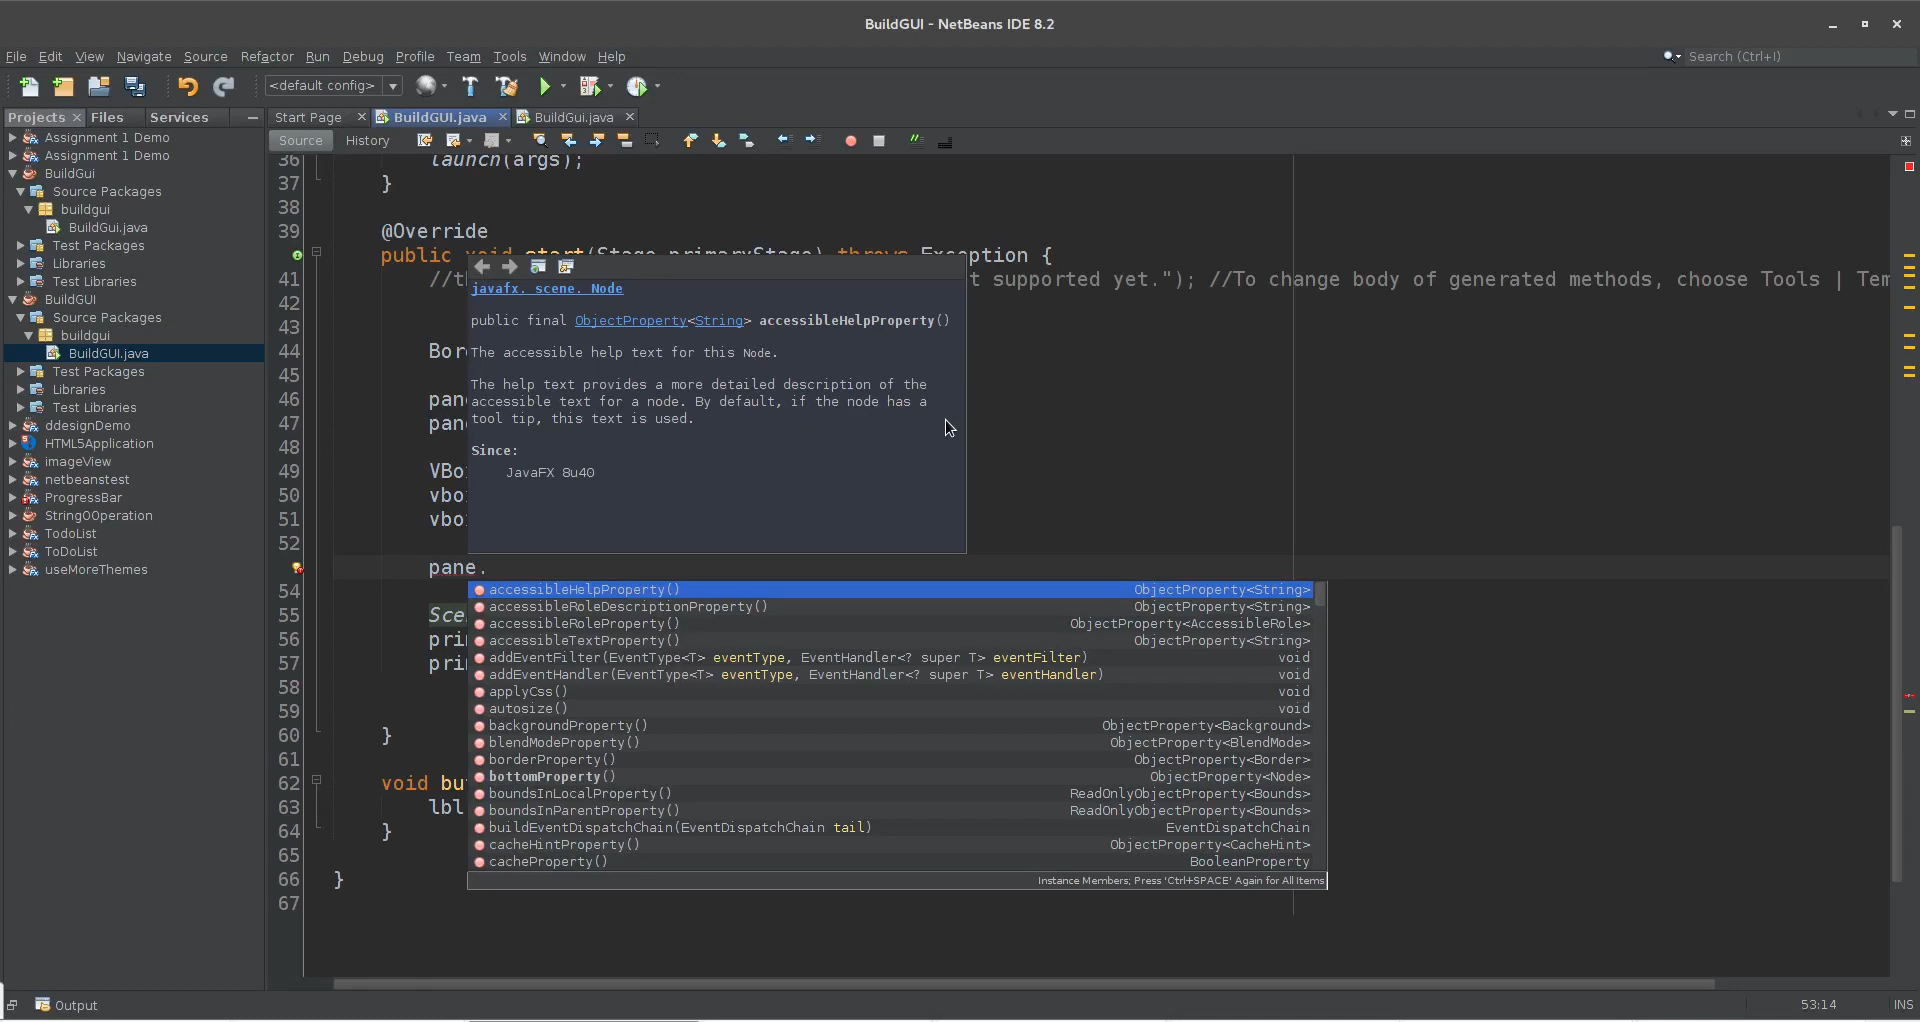 BuildGUI - NetBeans IDE 8.2
File Edit View Navigate Source Refactor Run Debug Profile Team Tools Window Help
Search (Ctrl+I)
<default config>
Projects Files Services
Start Page BuildGUI.java BuildGui.java
Source History
Assignment 1 Demo
Assignment 1 Demo
BuildGui
Source Packages
buildgui
BuildGui.java
Test Packages
Libraries
Test Libraries
BuildGUI
Source Packages
buildgui
BuildGUI.java
Test Packages
Libraries
Test Libraries
ddesignDemo
HTML5Application
imageView
netbeanstest
ProgressBar
StringOOperation
TodoList
ToDoList
useMoreThemes
36 launch(args);
37 }
38
39 @Override
public void start(Stage primaryStage) throws Exception {
41 //th t supported yet."); //To change body of generated methods, choose Tools | Tem
42
43
44 Bor
45
46 pan
47 pan
48
49 VBo
50 vbo
51 vbo
52
pane.
54
55 Sce
56 pri
57 pri
58
59
60 }
61
62 void bu
63 lbl
64 }
65
66 }
67
javafx. scene. Node
public final ObjectProperty<String> accessibleHelpProperty()
The accessible help text for this Node.
The help text provides a more detailed description of the
accessible text for a node. By default, if the node has a
tool tip, this text is used.
Since:
JavaFX 8u40
accessibleHelpProperty() ObjectProperty<String>
accessibleRoleDescriptionProperty() ObjectProperty<String>
accessibleRoleProperty() ObjectProperty<AccessibleRole>
accessibleTextProperty() ObjectProperty<String>
addEventFilter(EventType<T> eventType, EventHandler<? super T> eventFilter) void
addEventHandler(EventType<T> eventType, EventHandler<? super T> eventHandler) void
applyCss() void
autosize() void
backgroundProperty() ObjectProperty<Background>
blendModeProperty() ObjectProperty<BlendMode>
borderProperty() ObjectProperty<Border>
bottomProperty() ObjectProperty<Node>
boundsInLocalProperty() ReadOnlyObjectProperty<Bounds>
boundsInParentProperty() ReadOnlyObjectProperty<Bounds>
buildEventDispatchChain(EventDispatchChain tail) EventDispatchChain
cacheHintProperty() ObjectProperty<CacheHint>
cacheProperty() BooleanProperty
Instance Members; Press 'Ctrl+SPACE' Again for All Items
Output
53:14 INS